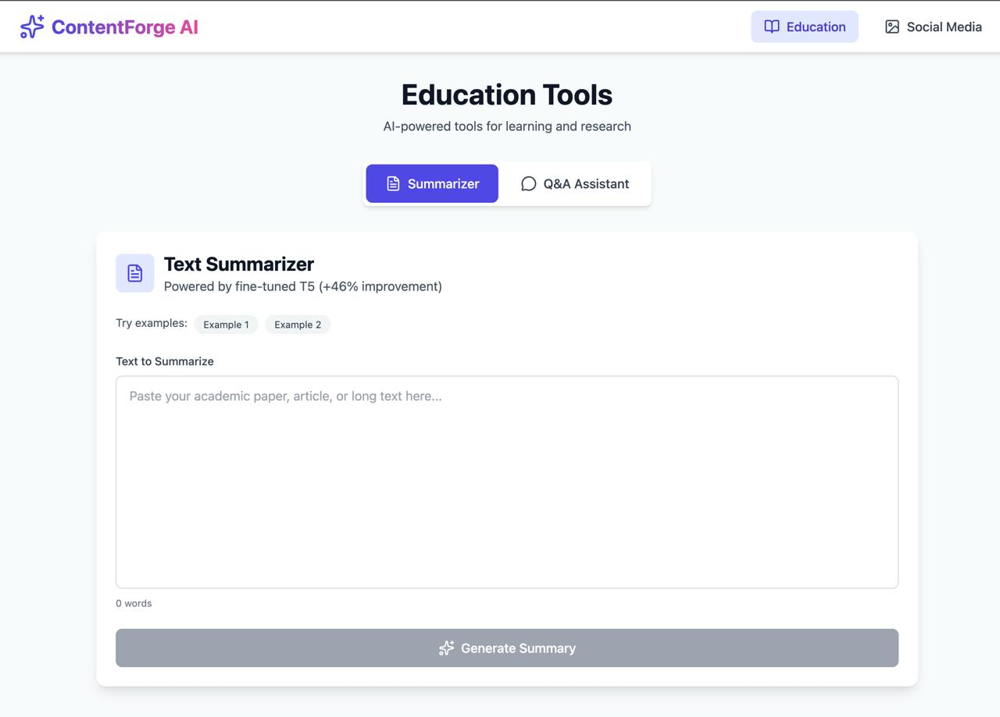 ContentForge AI
Education
Social Media
Education Tools
AI-powered tools for learning and research
Summarizer
Q&A Assistant
Text Summarizer
Powered by fine-tuned T5 (+46% improvement)
Try examples: Example 1 Example 2
Text to Summarize
Paste your academic paper, article, or long text here...
0 words
Generate Summary